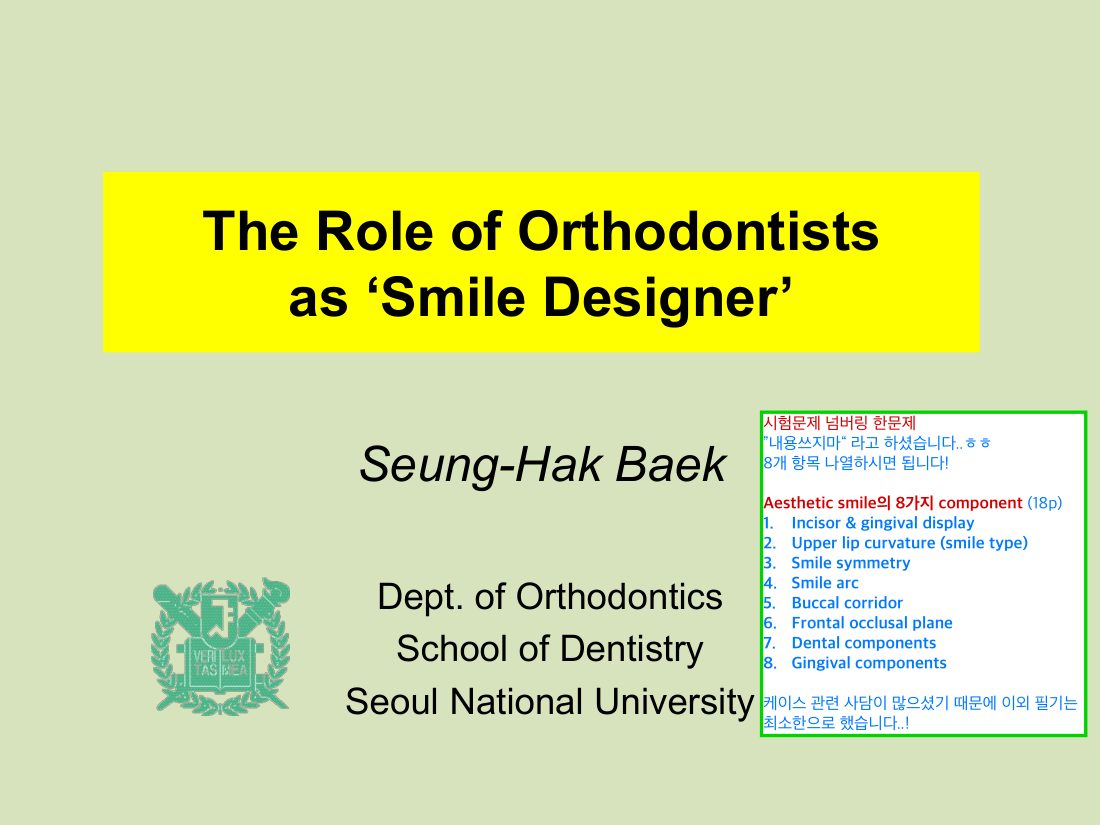 The Role of Orthodontists
as ‘Smile Designer’
Seung-Hak Baek
Dept. of Orthodontics
School of Dentistry
Seoul National University
VERI LUX
TAS MEA
시험문제 넘버링 한문제
”내용쓰지마“ 라고 하셨습니다..ㅎㅎ
8개 항목 나열하시면 됩니다!
Aesthetic smile의 8가지 component (18p)
1. Incisor & gingival display
2. Upper lip curvature (smile type)
3. Smile symmetry
4. Smile arc
5. Buccal corridor
6. Frontal occlusal plane
7. Dental components
8. Gingival components
케이스 관련 사담이 많으셨기 때문에 이외 필기는
최소한으로 했습니다..!